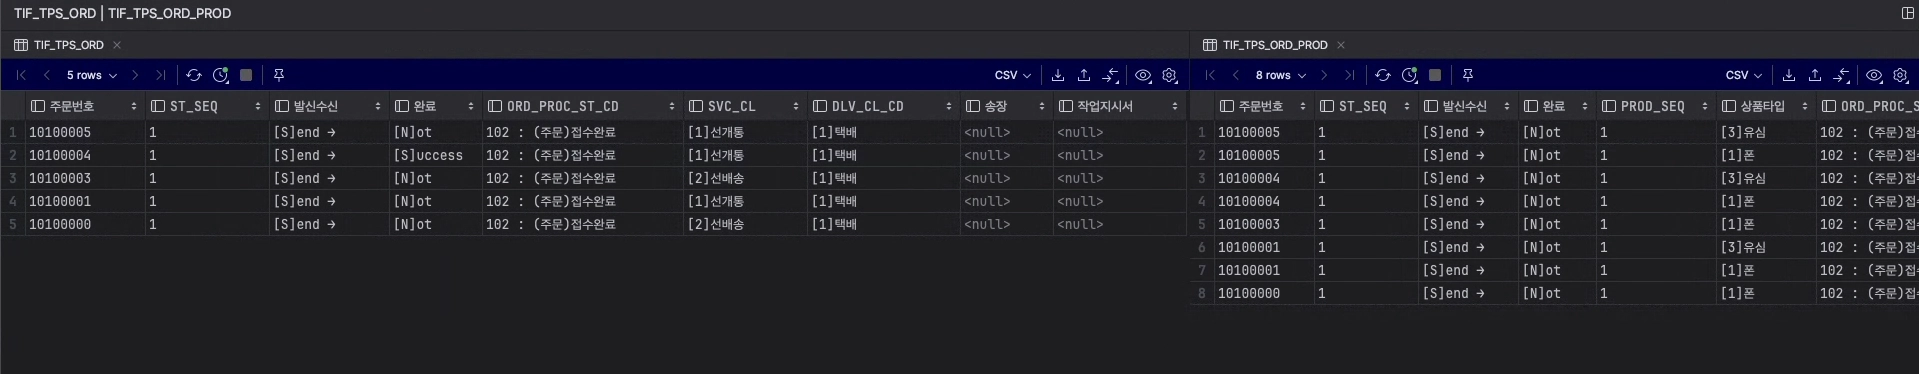 TIF_TPS_ORD | TIF_TPS_ORD_PROD
TIF_TPS_ORD
5 rows
CSV
주문번호 ST_SEQ 발신수신 완료 ORD_PROC_ST_CD SVC_CL DLV_CL_CD 송장 작업지시서
1 10100005 1 [S]end → [N]ot 102 : (주문)접수완료 [1]선개통 [1]택배 <null> <null>
2 10100004 1 [S]end → [S]uccess 102 : (주문)접수완료 [1]선개통 [1]택배 <null> <null>
3 10100003 1 [S]end → [N]ot 102 : (주문)접수완료 [2]선배송 [1]택배 <null> <null>
4 10100001 1 [S]end → [N]ot 102 : (주문)접수완료 [1]선개통 [1]택배 <null> <null>
5 10100000 1 [S]end → [N]ot 102 : (주문)접수완료 [2]선배송 [1]택배 <null> <null>
TIF_TPS_ORD_PROD
8 rows
CSV
주문번호 ST_SEQ 발신수신 완료 PROD_SEQ 상품타입 ORD_PROC_S
1 10100005 1 [S]end → [N]ot 1 [3]유심 102 : (주문)접수
2 10100005 1 [S]end → [N]ot 1 [1]폰 102 : (주문)접수
3 10100004 1 [S]end → [N]ot 1 [3]유심 102 : (주문)접수
4 10100004 1 [S]end → [N]ot 1 [1]폰 102 : (주문)접수
5 10100003 1 [S]end → [N]ot 1 [1]폰 102 : (주문)접수
6 10100001 1 [S]end → [N]ot 1 [3]유심 102 : (주문)접수
7 10100001 1 [S]end → [N]ot 1 [1]폰 102 : (주문)접수
8 10100000 1 [S]end → [N]ot 1 [1]폰 102 : (주문)접수